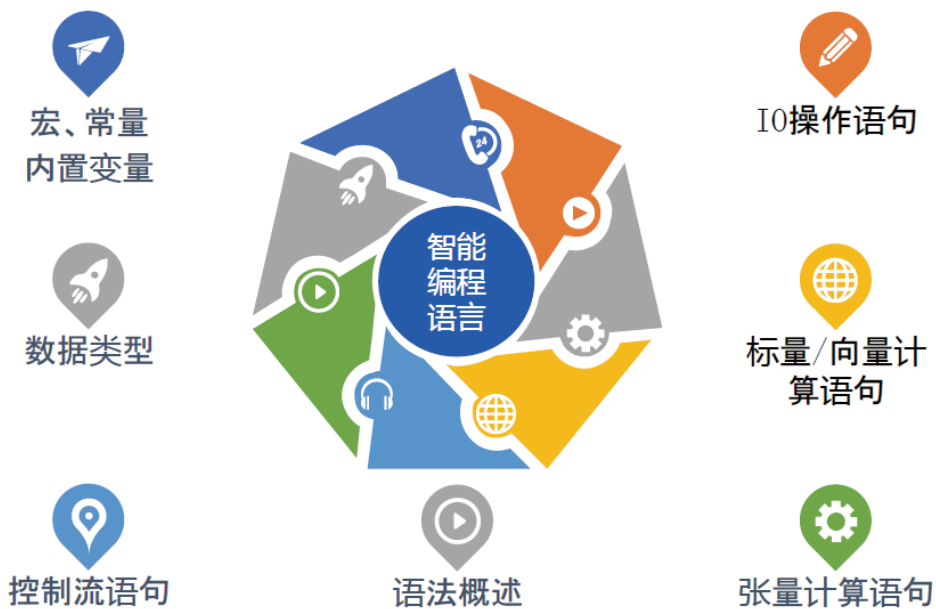 宏、常量
内置变量
IO操作语句
24
智能
编程
语言
数据类型
标量/向量计
算语句
控制流语句
语法概述
张量计算语句